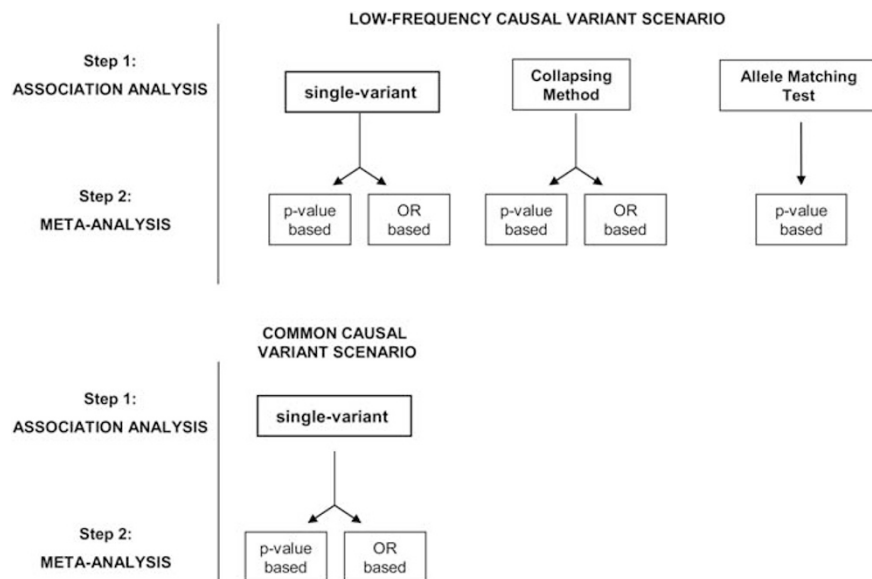 LOW-FREQUENCY CAUSAL VARIANT SCENARIO
Step 1:
ASSOCIATION ANALYSIS
single-variant
Collapsing
Method
Allele Matching
Test
Step 2:
META-ANALYSIS
p-value
based
OR
based
p-value
based
OR
based
p-value
based
COMMON CAUSAL
VARIANT SCENARIO
Step 1:
ASSOCIATION ANALYSIS
single-variant
Step 2:
META-ANALYSIS
p-value
based
OR
based